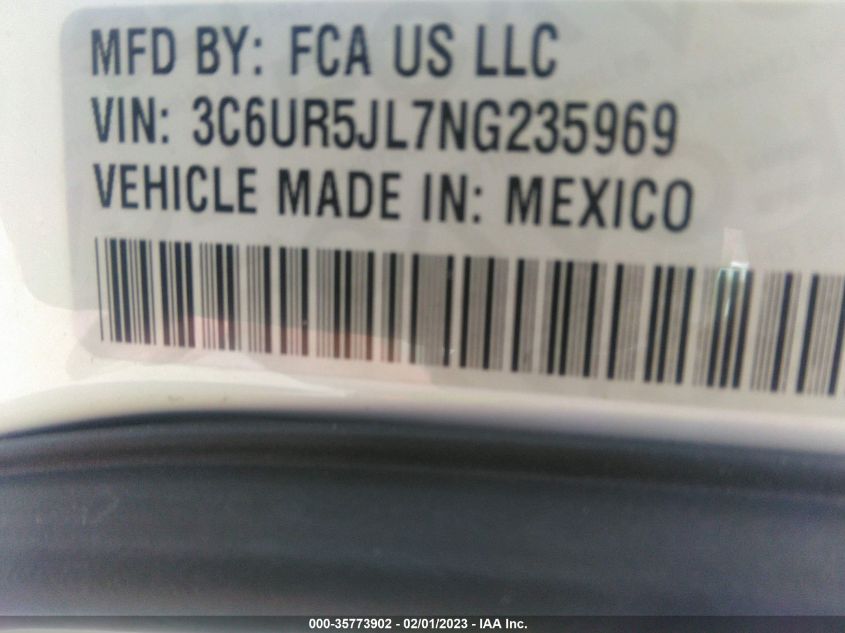 MFD BY: FCA US LLC
VIN: 3C6UR5JL7NG235969
VEHICLE MADE IN: MEXICO
000-35773902 - 02/01/2023 - IAA Inc.